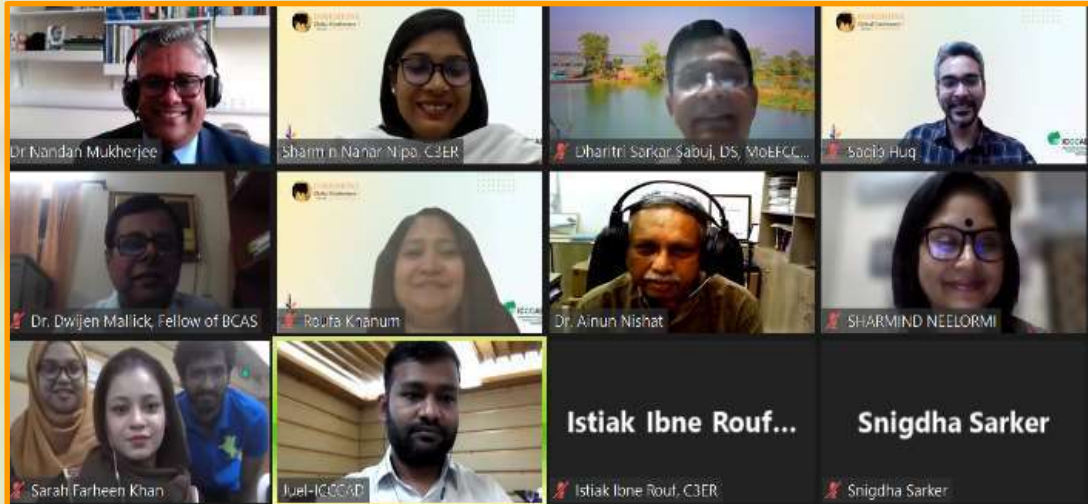 Dr Nandan Mukherjee
Sharmin Nahar Nipa, C3ER
Dharitri Sarkar Sabuj, DS, MoEFCC...
Saqib Huq
ICCCAD
Dr. Dwijen Mallick, Fellow of BCAS
Roufa Khanum
Dr. Ainun Nishat
SHARMIND NEELORMI
Sarah Farheen Khan
Juel-ICCCAD
Istiak Ibne Rouf...
Istiak Ibne Rouf, C3ER
Snigdha Sarker
Snigdha Sarker